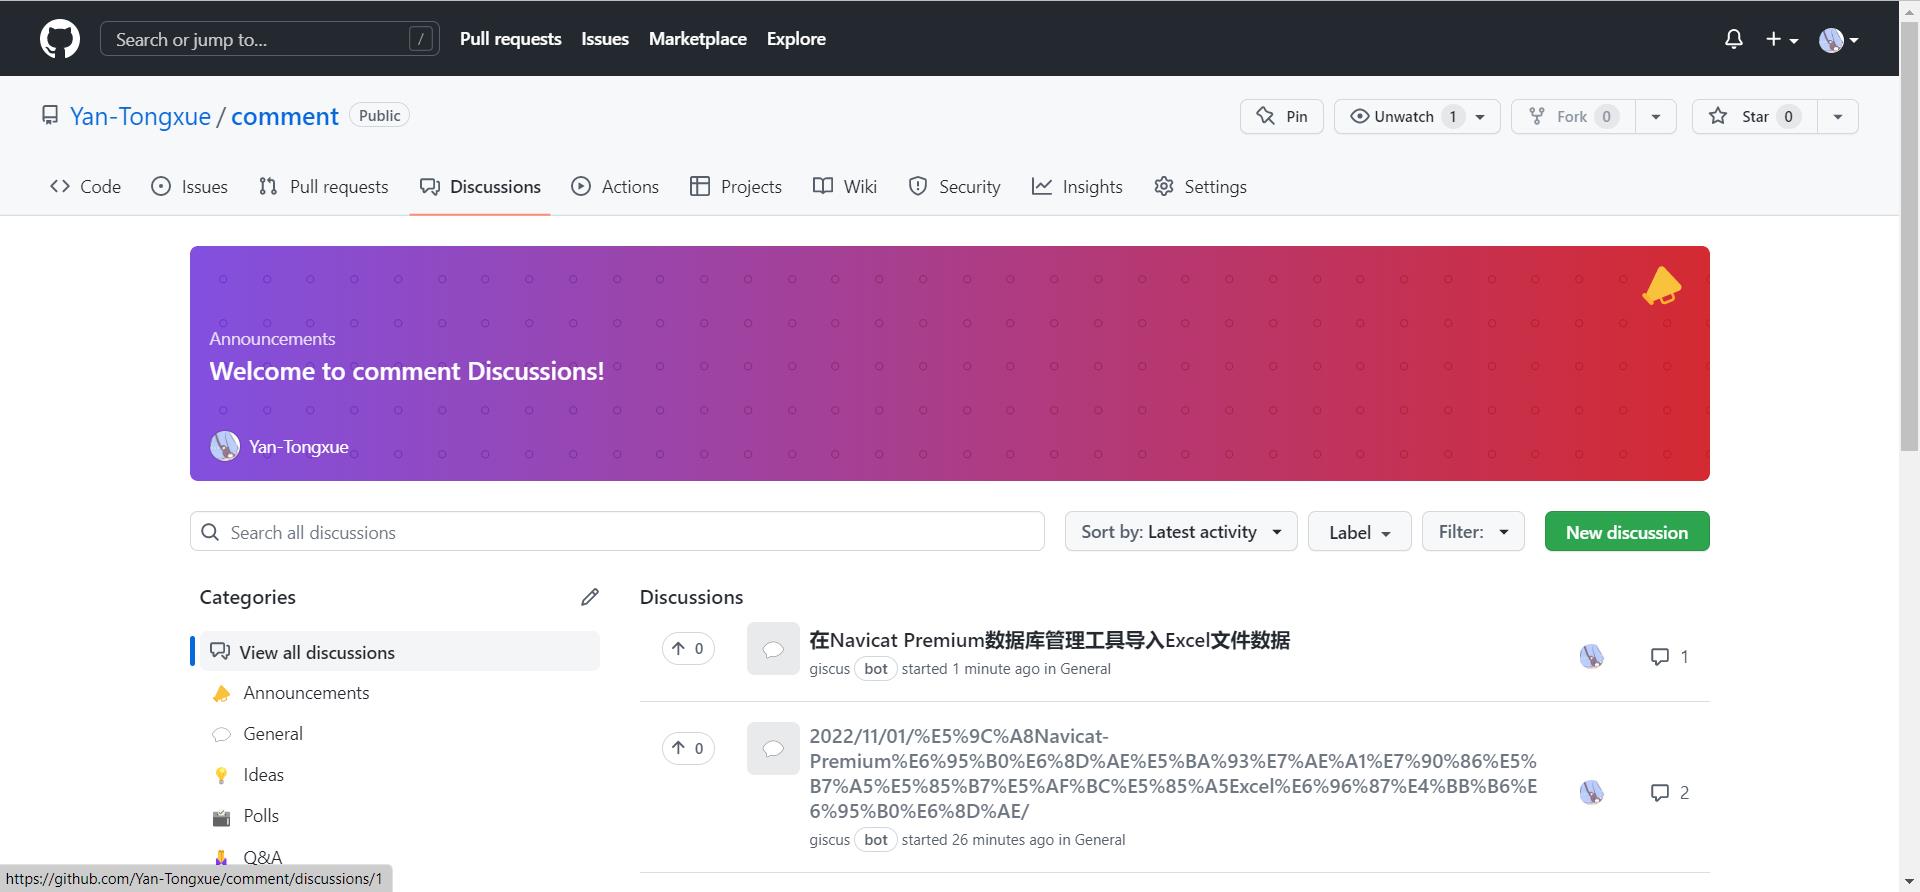 Search or jump to... / Pull requests Issues Marketplace Explore
Yan-Tongxue / comment Public Pin Unwatch 1 Fork 0 Star 0
Code Issues Pull requests Discussions Actions Projects Wiki Security Insights Settings
Announcements
Welcome to comment Discussions!
Yan-Tongxue
Search all discussions Sort by: Latest activity Label Filter: New discussion
Categories
View all discussions
Announcements
General
Ideas
Polls
Q&A
Discussions
0 在Navicat Premium数据库管理工具导入Excel文件数据 1
giscus bot started 1 minute ago in General
0 2022/11/01/%E5%9C%A8Navicat-
Premium%E6%95%B0%E6%8D%AE%E5%BA%93%E7%AE%A1%E7%90%86%E5%
B7%A5%E5%85%B7%E5%AF%BC%E5%85%A5Excel%E6%96%87%E4%BB%B6%E
6%95%B0%E6%8D%AE/ 2
giscus bot started 26 minutes ago in General
https://github.com/Yan-Tongxue/comment/discussions/1